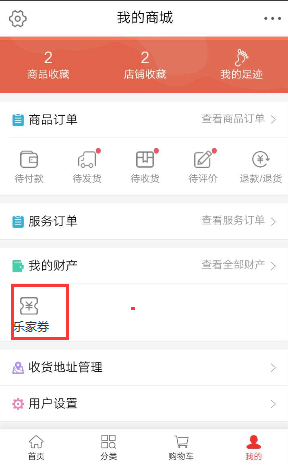 我的商城
2
2
商品收藏
店铺收藏
我的足迹
商品订单
查看商品订单
待付款
待发货
待收货
待评价
退款/退货
服务订单
查看服务订单
我的财产
查看全部财产
乐家券
收货地址管理
用户设置
首页
分类
购物车
我的